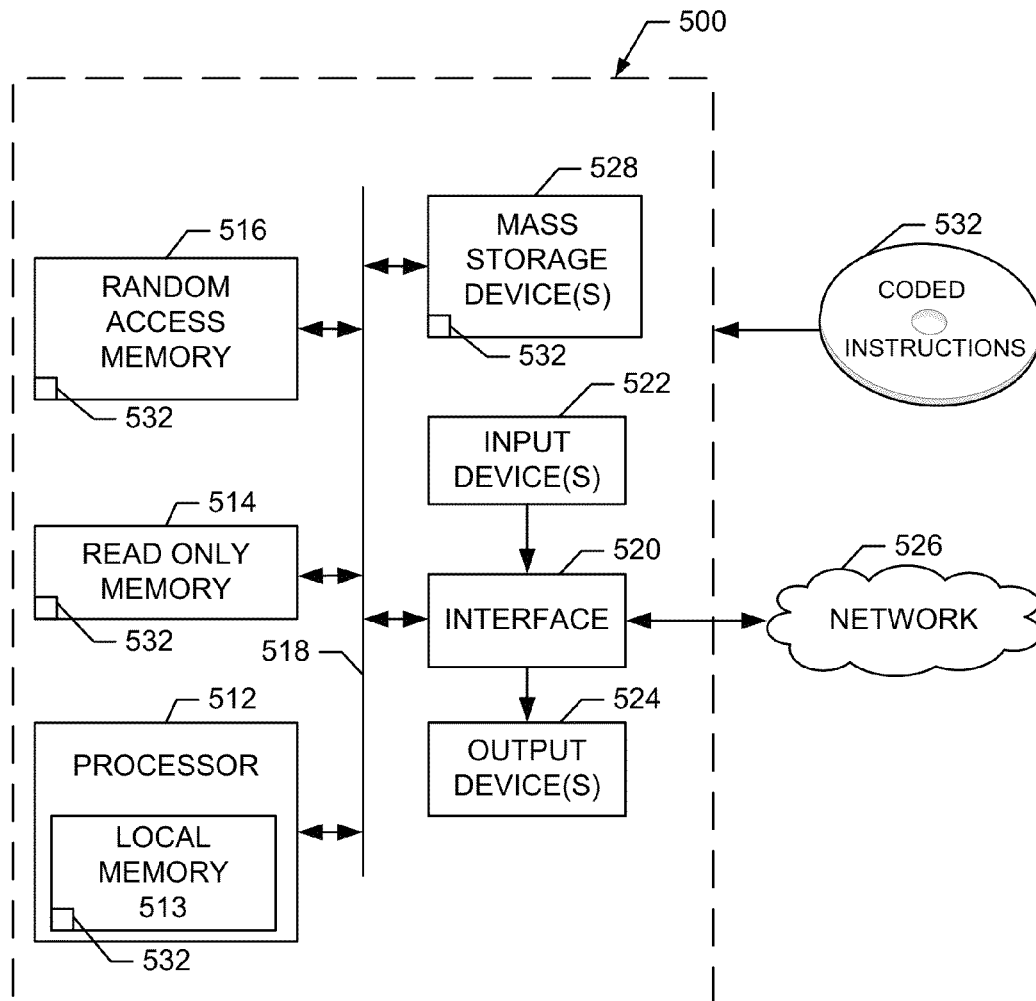 500
528
MASS
STORAGE
DEVICE(S)
532
516
RANDOM
ACCESS
MEMORY
532
532
CODED
INSTRUCTIONS
522
INPUT
DEVICE(S)
514
READ ONLY
MEMORY
532
520
INTERFACE
526
NETWORK
518
512
PROCESSOR
LOCAL
MEMORY
513
532
524
OUTPUT
DEVICE(S)